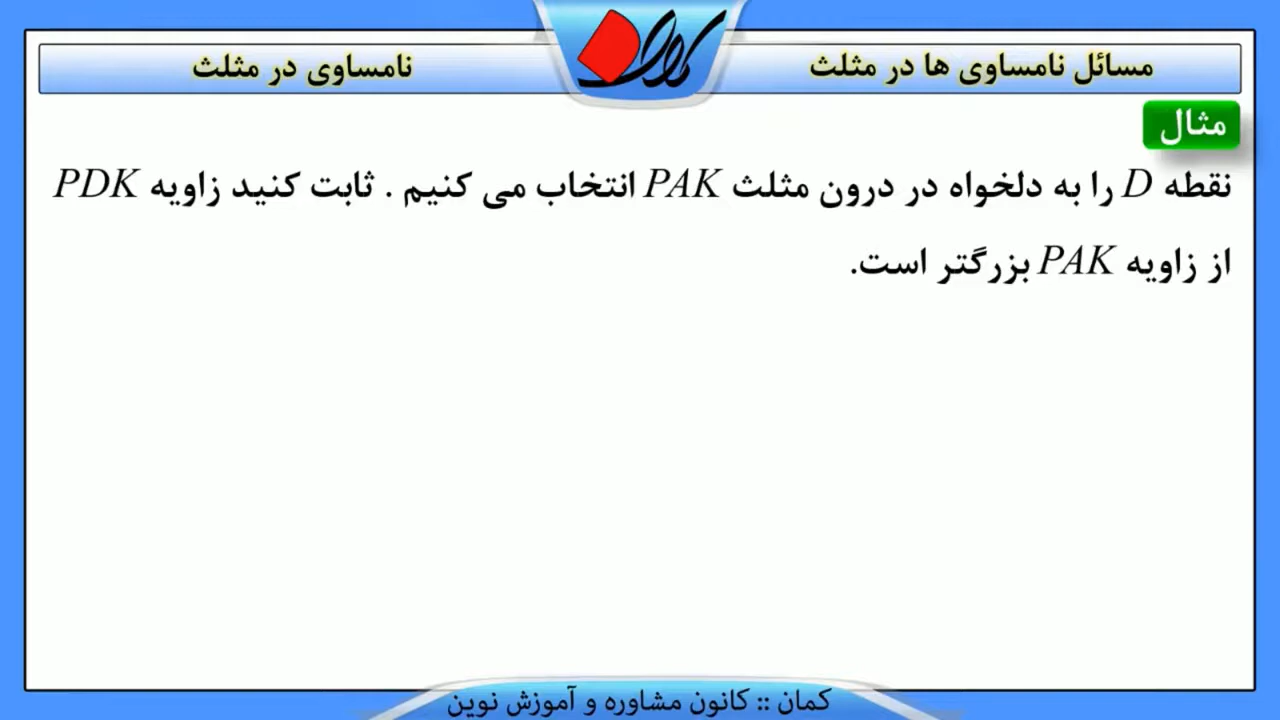 مسائل نامساوی ها در مثلث
نامساوی در مثلث
کمان
مثال
نقطه D را به دلخواه در درون مثلث PAK انتخاب می کنیم . ثابت کنید زاویه PDK
از زاویه PAK بزرگتر است.
کمان :: کانون مشاوره و آموزش نوین